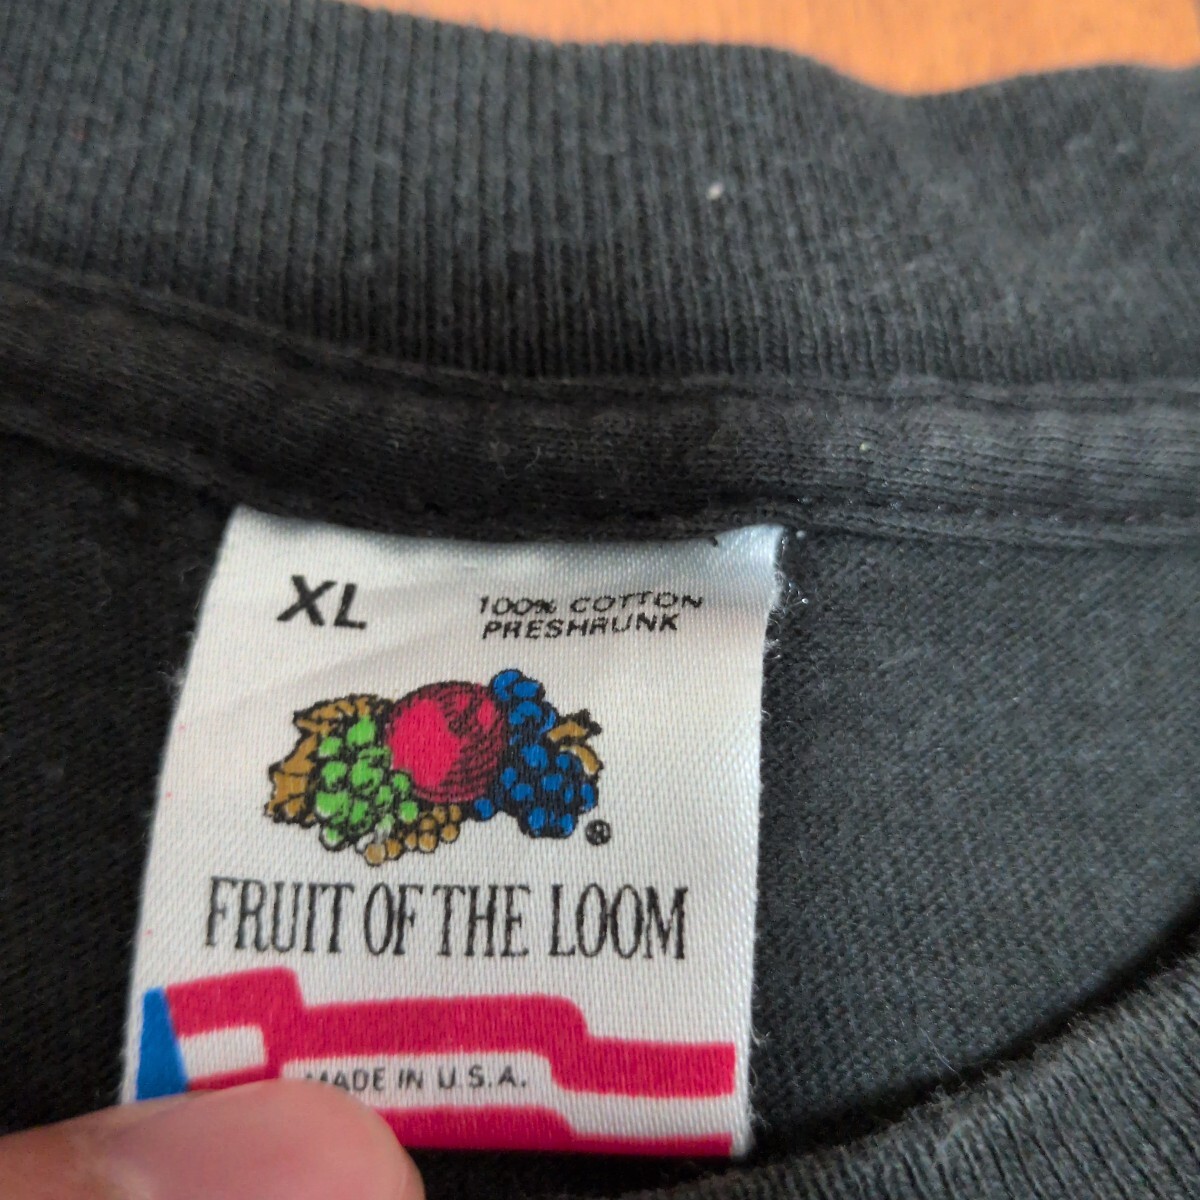 XL
100% COTTON
PRESHRUNK
®
FRUIT OF THE LOOM
MADE IN U.S.A.